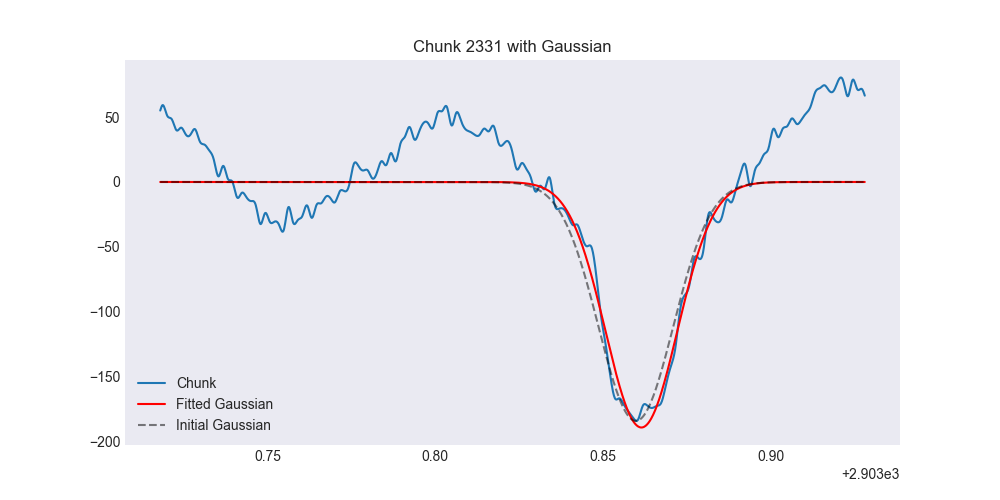 Chunk 2331 with Gaussian
50
0
−50
−100
−150
−200
Chunk
Fitted Gaussian
Initial Gaussian
0.75
0.80
0.85
0.90
+2.903e3